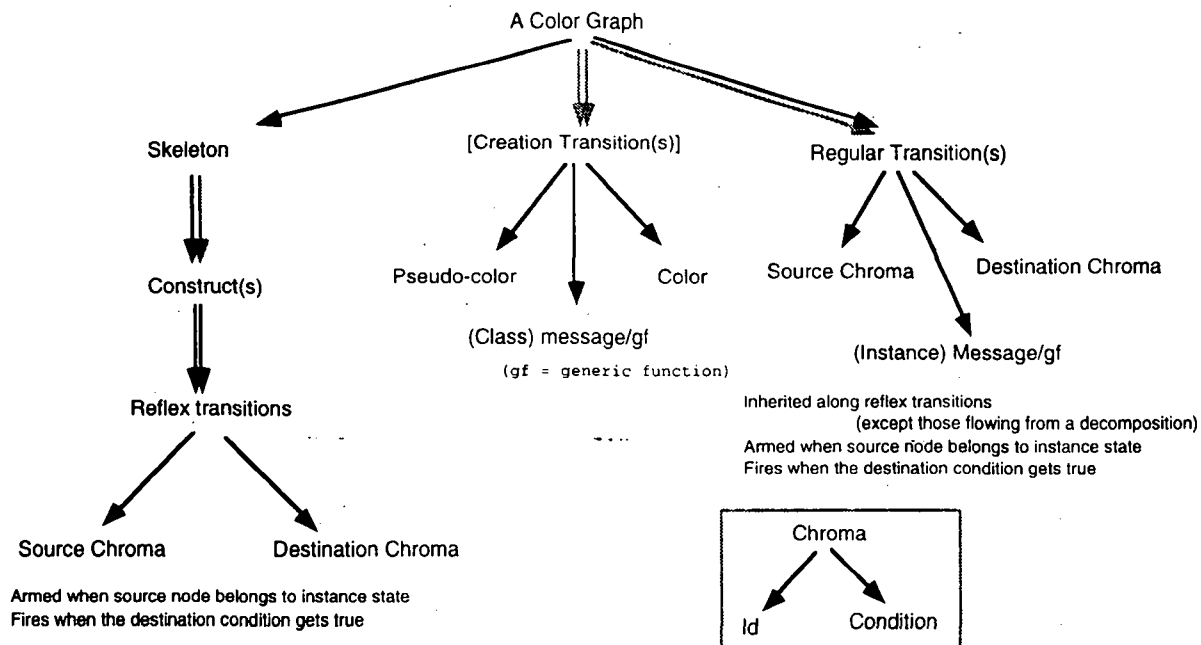 A Color Graph
Skeleton
[Creation Transition(s)]
Regular Transition(s)
Pseudo-color
Color
Source Chroma
Destination Chroma
Construct(s)
(Class) message/gf
(gf = generic function)
(Instance) Message/gf
Reflex transitions
Inherited along reflex transitions
(except those flowing from a decomposition)
Armed when source node belongs to instance state
Fires when the destination condition gets true
Source Chroma
Destination Chroma
Armed when source node belongs to instance state
Fires when the destination condition gets true
Chroma
Id
Condition